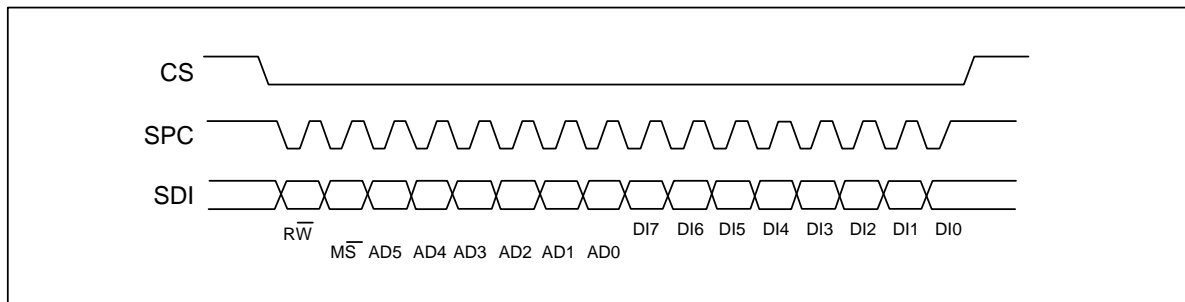 CS
SPC
SDI
RW̅ DI7 DI6 DI5 DI4 DI3 DI2 DI1 DI0
MS̅ AD5 AD4 AD3 AD2 AD1 AD0